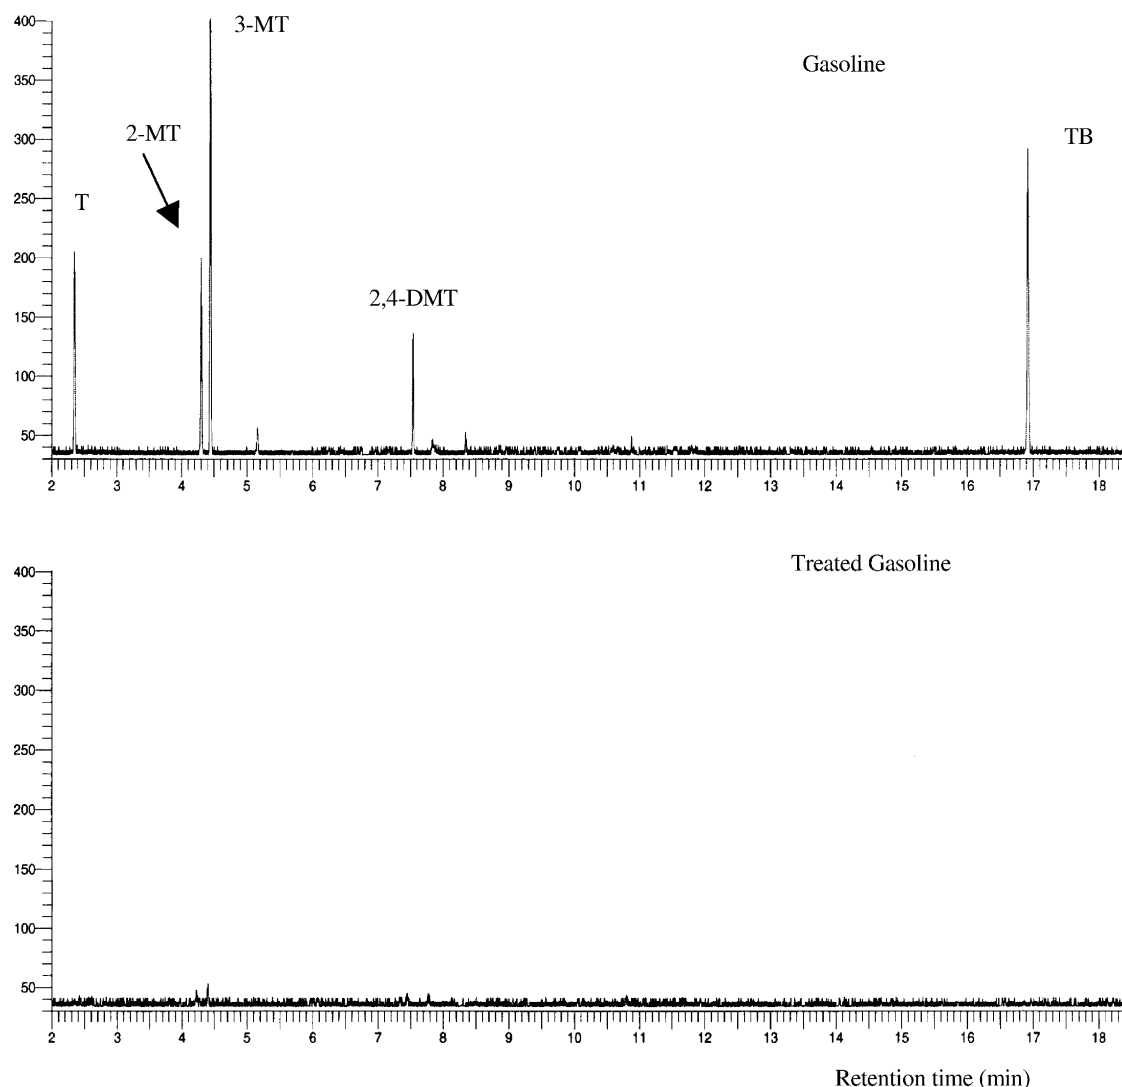 400
3-MT
Gasoline
350
300
2-MT
TB
250
T
200
2,4-DMT
150
100
50
2 3 4 5 6 7 8 9 10 11 12 13 14 15 16 17 18
Treated Gasoline
400
350
300
250
200
150
100
50
2 3 4 5 6 7 8 9 10 11 12 13 14 15 16 17 18
Retention time (min)